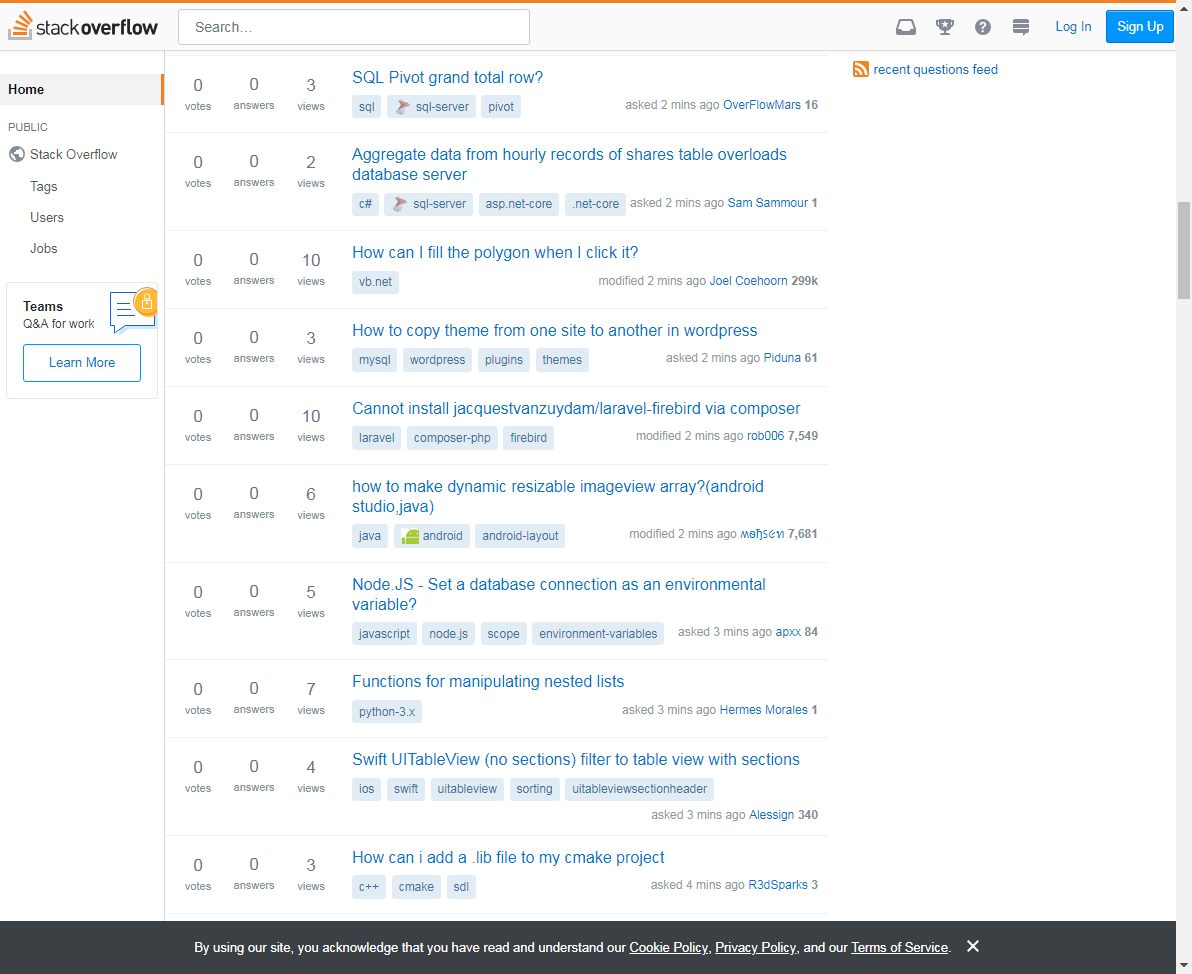 stackoverflow
Search…
Log In
Sign Up
Home
PUBLIC
Stack Overflow
Tags
Users
Jobs
Teams
Q&A for work
Learn More
0 0 3
votes answers views
SQL Pivot grand total row?
sql sql-server pivot
asked 2 mins ago OverFlowMars 16
0 0 2
votes answers views
Aggregate data from hourly records of shares table overloads
database server
c# sql-server asp.net-core .net-core
asked 2 mins ago Sam Sammour 1
0 0 10
votes answers views
How can I fill the polygon when I click it?
vb.net
modified 2 mins ago Joel Coehoorn 299k
0 0 3
votes answers views
How to copy theme from one site to another in wordpress
mysql wordpress plugins themes
asked 2 mins ago Piduna 61
0 0 10
votes answers views
Cannot install jacquestvanzuydam/laravel-firebird via composer
laravel composer-php firebird
modified 2 mins ago rob006 7,549
0 0 6
votes answers views
how to make dynamic resizable imageview array?(android
studio,java)
java android android-layout
modified 2 mins ago 7,681
0 0 5
votes answers views
Node.JS - Set a database connection as an environmental
variable?
javascript node.js scope environment-variables
asked 3 mins ago apxx 84
0 0 7
votes answers views
Functions for manipulating nested lists
python-3.x
asked 3 mins ago Hermes Morales 1
0 0 4
votes answers views
Swift UITableView (no sections) filter to table view with sections
ios swift uitableview sorting uitableviewsectionheader
asked 3 mins ago Alessign 340
0 0 3
votes answers views
How can i add a .lib file to my cmake project
c++ cmake sdl
asked 4 mins ago R3dSparks 3
recent questions feed
By using our site, you acknowledge that you have read and understand our Cookie Policy, Privacy Policy, and our Terms of Service.